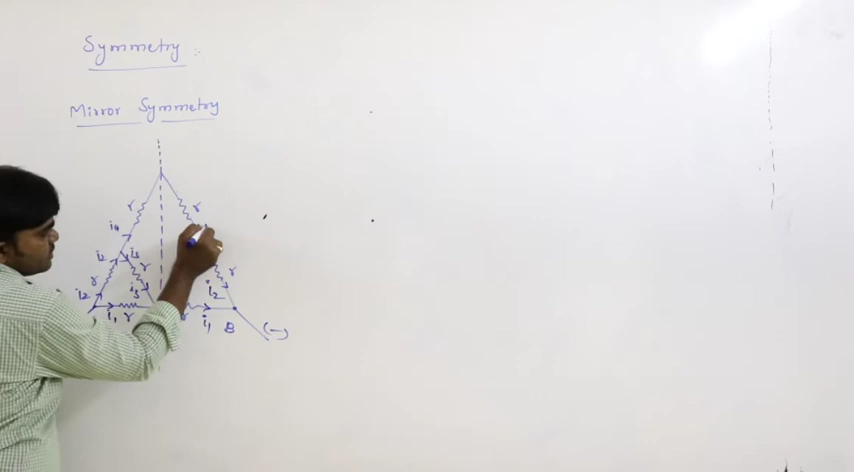 Symmetry :
Mirror Symmetry
r r
i4
i2 i3
r r r
i2 i3 i2
i1 r r i1 B (-)